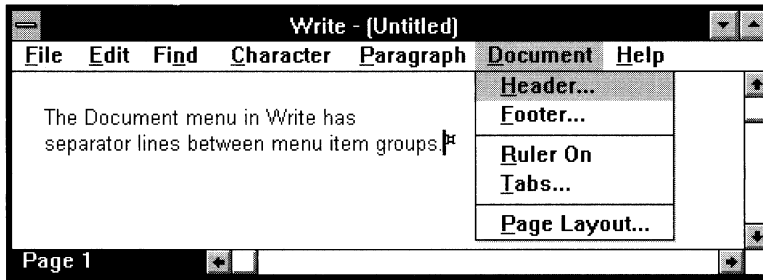 Write - (Untitled)
File Edit Find Character Paragraph Document Help
Header...
Footer...
Ruler On
Tabs...
Page Layout...
The Document menu in Write has
separator lines between menu item groups.¤
Page 1